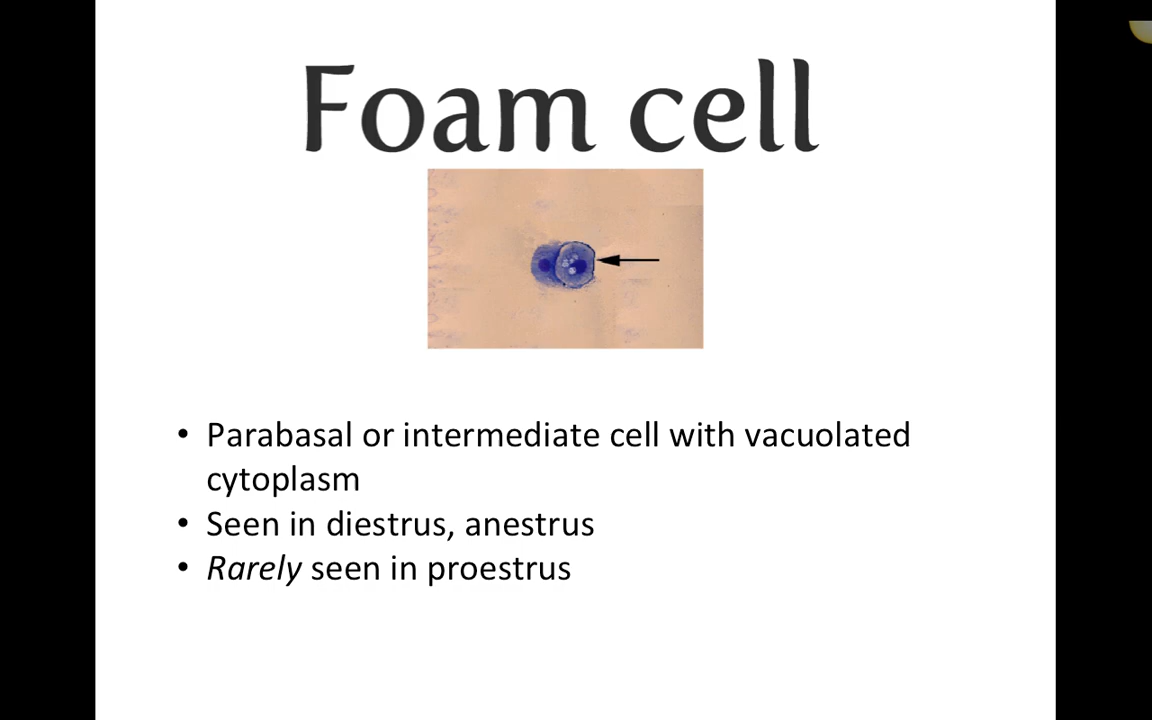 Foam cell
• Parabasal or intermediate cell with vacuolated
cytoplasm
• Seen in diestrus, anestrus
• Rarely seen in proestrus